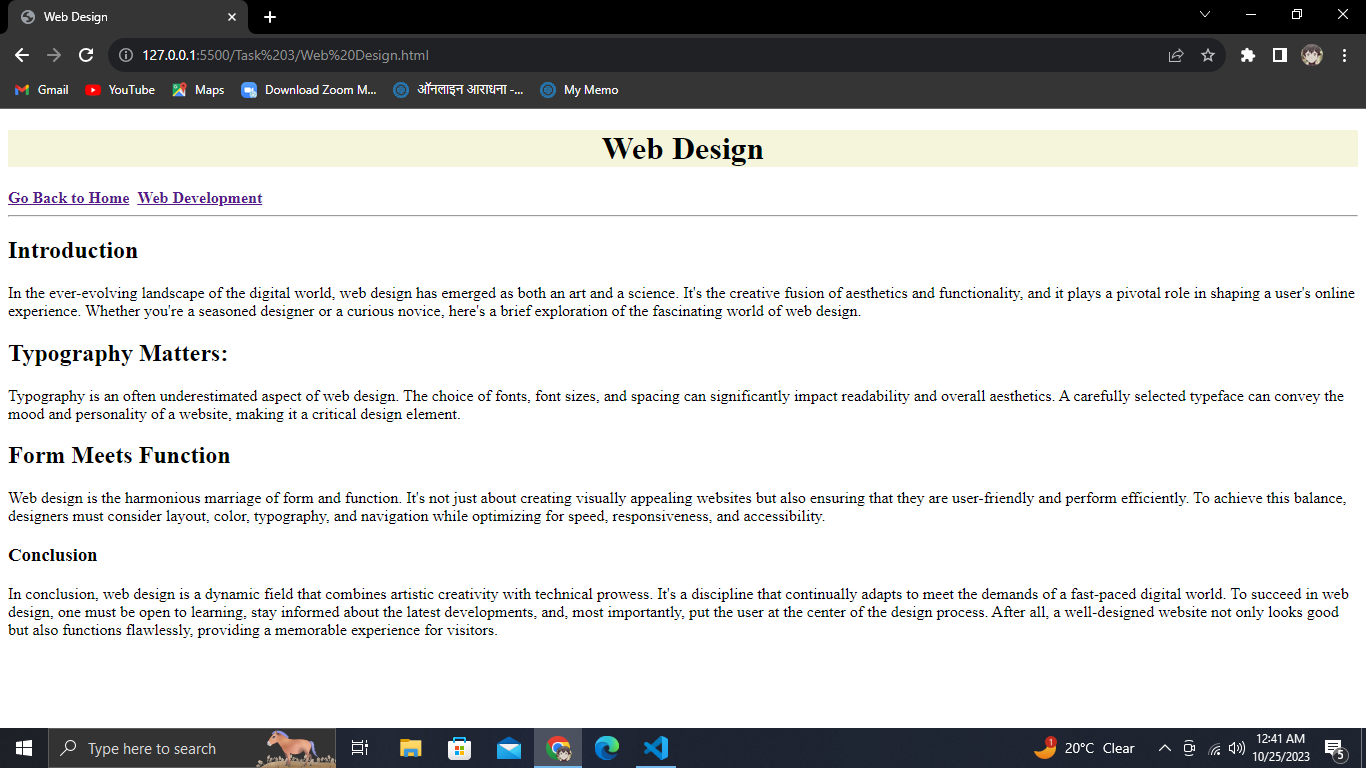 Web Design
127.0.0.1:5500/Task%203/Web%20Design.html
Gmail YouTube Maps Download Zoom M... ऑनलाइन आराधना -... My Memo
Web Design
Go Back to Home Web Development
Introduction
In the ever-evolving landscape of the digital world, web design has emerged as both an art and a science. It's the creative fusion of aesthetics and functionality, and it plays a pivotal role in shaping a user's online
experience. Whether you're a seasoned designer or a curious novice, here's a brief exploration of the fascinating world of web design.
Typography Matters:
Typography is an often underestimated aspect of web design. The choice of fonts, font sizes, and spacing can significantly impact readability and overall aesthetics. A carefully selected typeface can convey the
mood and personality of a website, making it a critical design element.
Form Meets Function
Web design is the harmonious marriage of form and function. It's not just about creating visually appealing websites but also ensuring that they are user-friendly and perform efficiently. To achieve this balance,
designers must consider layout, color, typography, and navigation while optimizing for speed, responsiveness, and accessibility.
Conclusion
In conclusion, web design is a dynamic field that combines artistic creativity with technical prowess. It's a discipline that continually adapts to meet the demands of a fast-paced digital world. To succeed in web
design, one must be open to learning, stay informed about the latest developments, and, most importantly, put the user at the center of the design process. After all, a well-designed website not only looks good
but also functions flawlessly, providing a memorable experience for visitors.
Type here to search
1
20°C Clear
12:41 AM
10/25/2023
5